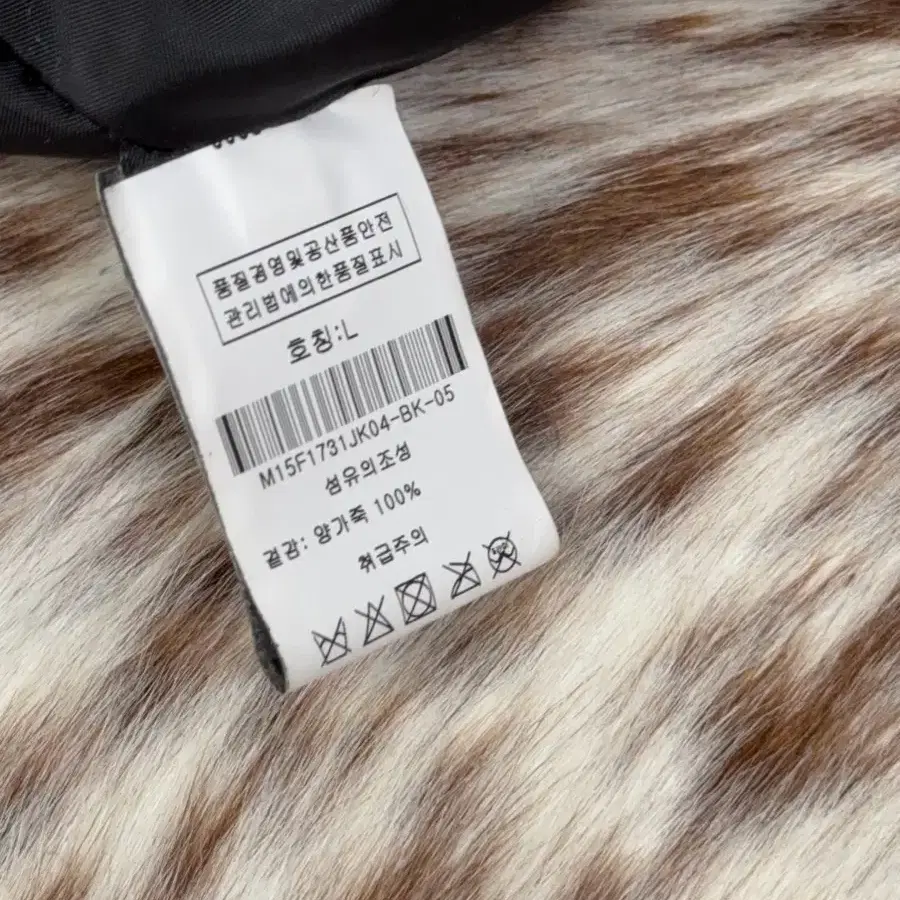 품질경영및공산품안전
관리법에의한품질표시
호칭:L
M15F1731JK04-BK-05
섬유의조성
겉감: 양가죽 100%
취급주의